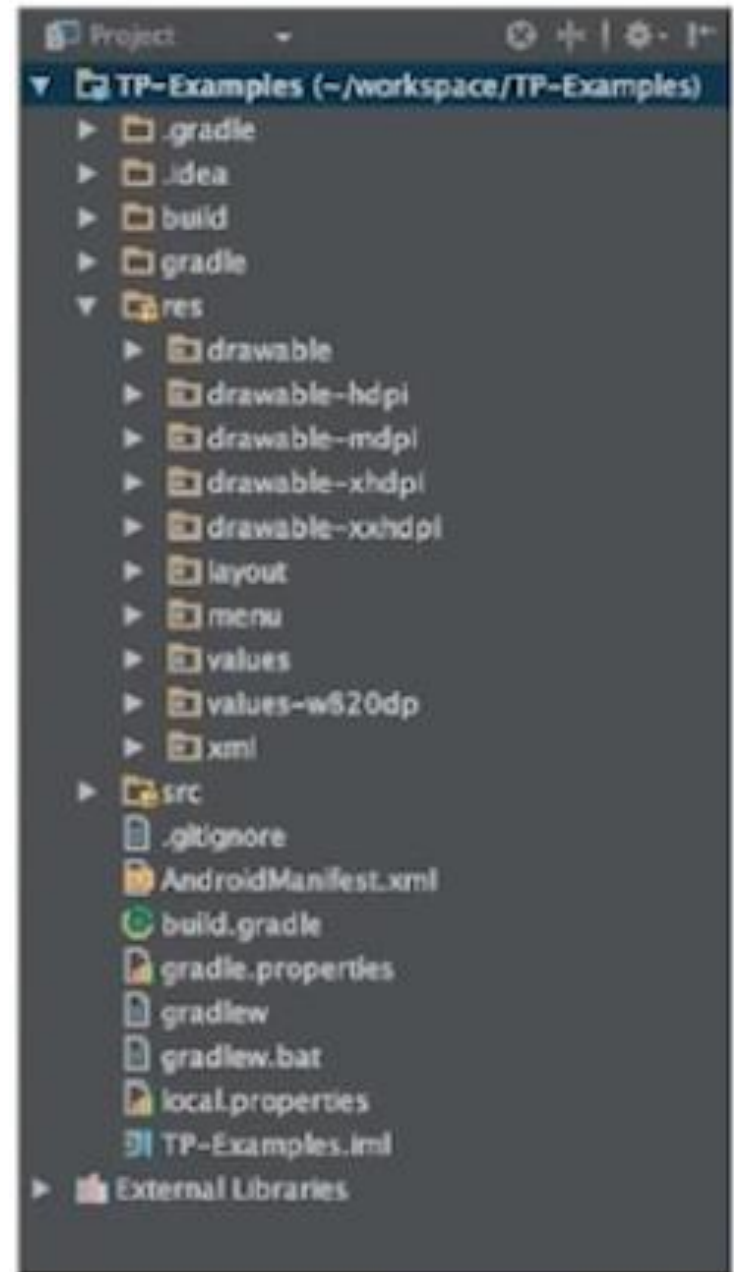 Project
TP-Examples (~/workspace/TP-Examples)
.gradle
.idea
build
gradle
res
drawable
drawable-hdpi
drawable-mdpi
drawable-xhdpi
drawable-xxhdpi
layout
menu
values
values-w820dp
xml
src
.gitignore
AndroidManifest.xml
build.gradle
gradle.properties
gradlew
gradlew.bat
local.properties
TP-Examples.iml
External Libraries